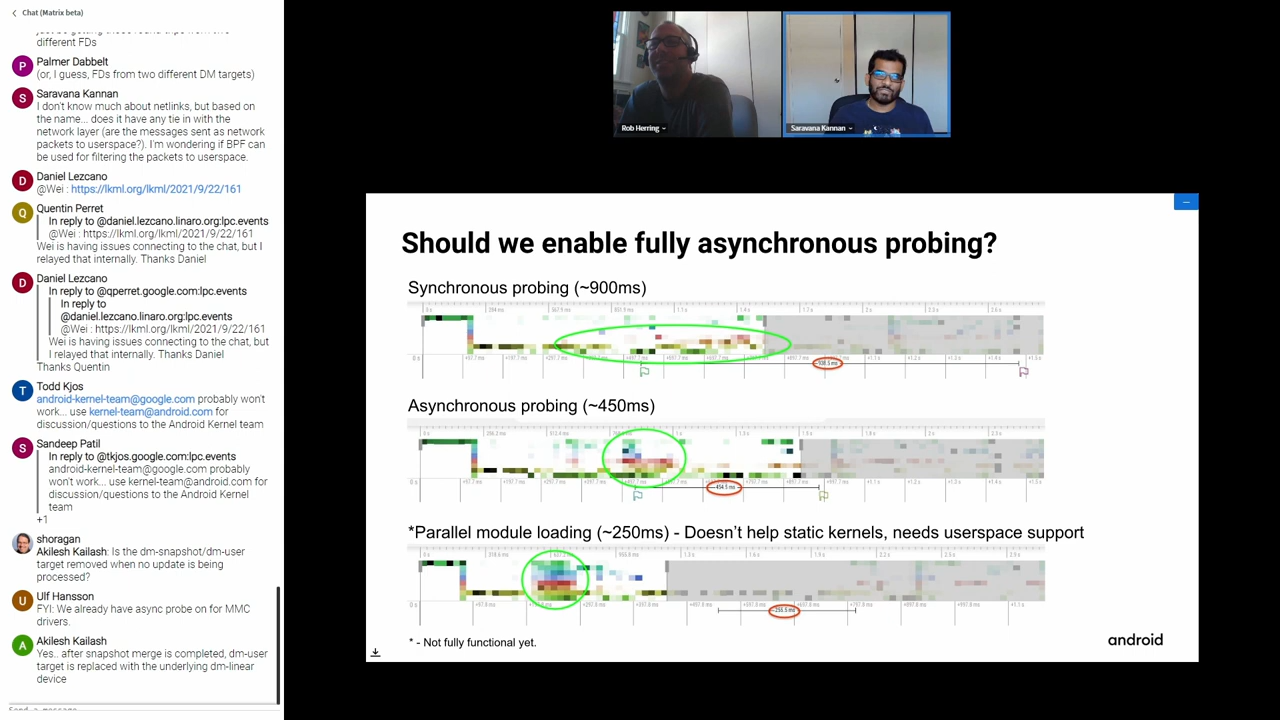 Chat (Matrix beta)
different FDs
Palmer Dabbelt
(or, I guess, FDs from two different DM targets)
Saravana Kannan
I don't know much about netlinks, but based on
the name... does it have any tie in with the
network layer (are the messages sent as network
packets to userspace?). I'm wondering if BPF can
be used for filtering the packets to userspace.
Daniel Lezcano
@Wei : https://lkml.org/lkml/2021/9/22/161
Quentin Perret
In reply to @daniel.lezcano.linaro.org:lpc.events
@Wei : https://lkml.org/lkml/2021/9/22/161
Wei is having issues connecting to the chat, but I
relayed that internally. Thanks Daniel
Daniel Lezcano
In reply to @qperret.google.com:lpc.events
In reply to
@daniel.lezcano.linaro.org:lpc.events
@Wei : https://lkml.org/lkml/2021/9/22/161
Wei is having issues connecting to the chat, but
I relayed that internally. Thanks Daniel
Thanks Quentin
Todd Kjos
android-kernel-team@google.com probably won't
work... use kernel-team@android.com for
discussion/questions to the Android Kernel team
Sandeep Patil
In reply to @tkjos.google.com:lpc.events
android-kernel-team@google.com probably
won't work... use kernel-team@android.com for
discussion/questions to the Android Kernel
team
+1
shoragan
Akilesh Kailash: Is the dm-snapshot/dm-user
target removed when no update is being
processed?
Ulf Hansson
FYI: We already have async probe on for MMC
drivers.
Akilesh Kailash
Yes.. after snapshot merge is completed, dm-user
target is replaced with the underlying dm-linear
device
Rob Herring
Saravana Kannan
Should we enable fully asynchronous probing?
Synchronous probing (~900ms)
Asynchronous probing (~450ms)
454.5 ms
*Parallel module loading (~250ms) - Doesn't help static kernels, needs userspace support
* - Not fully functional yet.
android